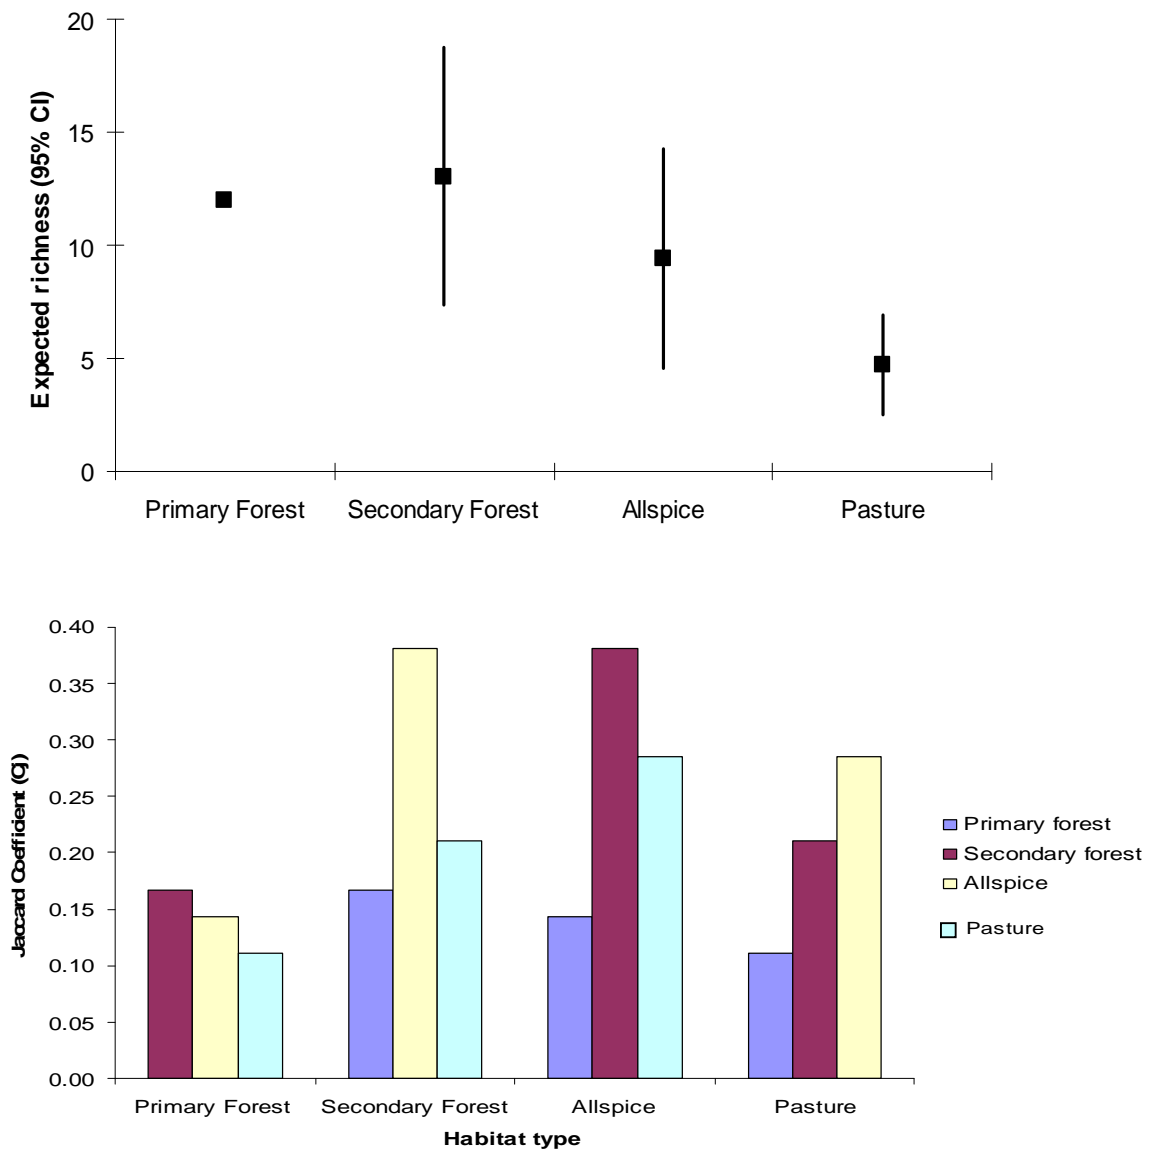 20
15
10
5
0
Expected richness (95% CI)
Primary Forest Secondary Forest Allspice Pasture
0.40
0.35
0.30
0.25
0.20
0.15
0.10
0.05
0.00
Jaccard Coefficient (Cj)
Primary Forest Secondary Forest Allspice Pasture
Habitat type
Primary forest
Secondary forest
Allspice
Pasture